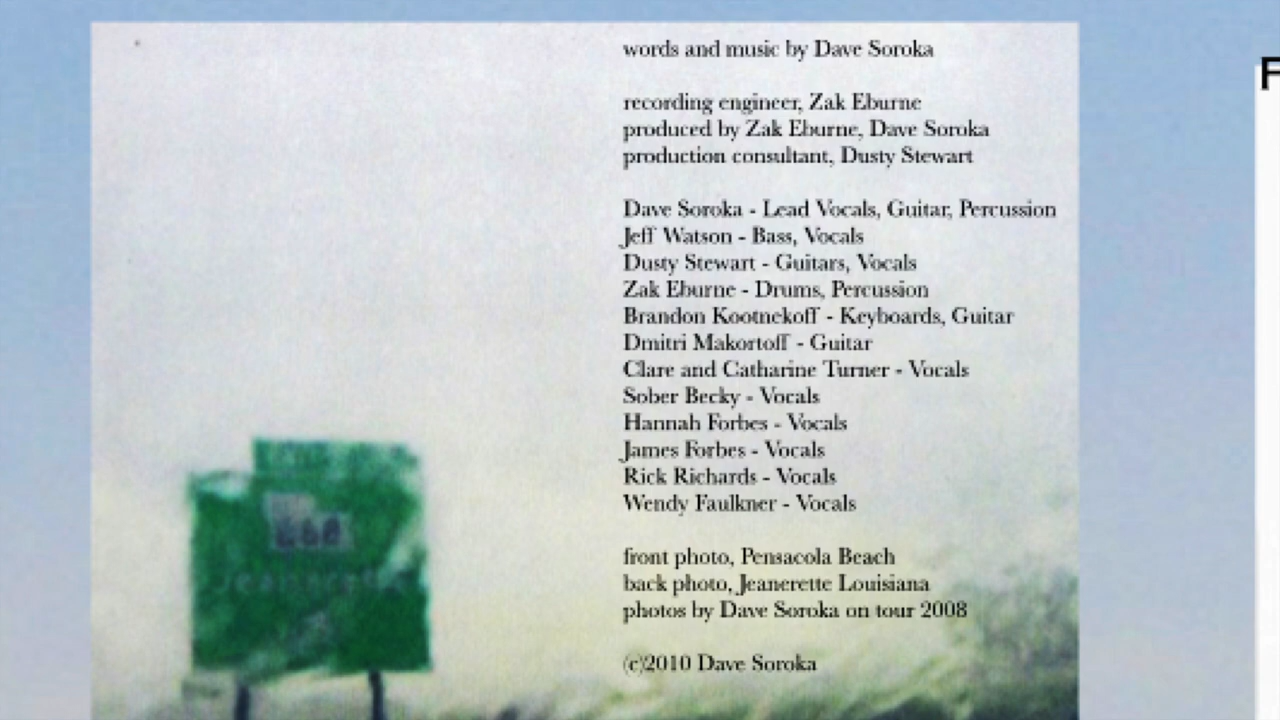 words and music by Dave Soroka
recording engineer, Zak Eburne
produced by Zak Eburne, Dave Soroka
production consultant, Dusty Stewart
Dave Soroka - Lead Vocals, Guitar, Percussion
Jeff Watson - Bass, Vocals
Dusty Stewart - Guitars, Vocals
Zak Eburne - Drums, Percussion
Brandon Kootnekoff - Keyboards, Guitar
Dmitri Makortoff - Guitar
Clare and Catharine Turner - Vocals
Sober Becky - Vocals
Hannah Forbes - Vocals
James Forbes - Vocals
Rick Richards - Vocals
Wendy Faulkner - Vocals
front photo, Pensacola Beach
back photo, Jeanerette Louisiana
photos by Dave Soroka on tour 2008
(c)2010 Dave Soroka
F
Jeanerette